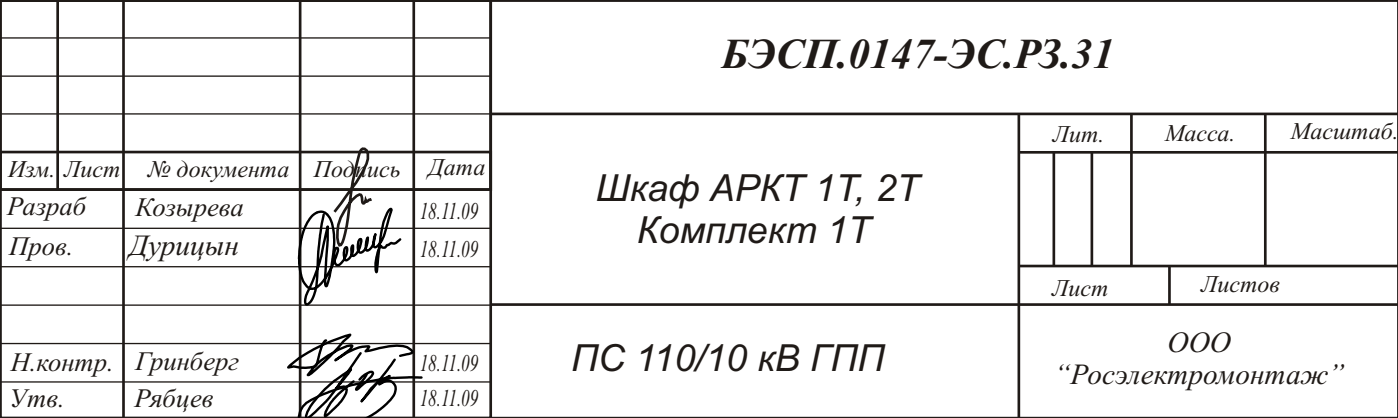 БЭСП.0147-ЭС.РЗ.31
Лит. Масса. Масштаб.
Изм. Лист № документа Подпись Дата
Шкаф АРКТ 1Т, 2Т
Комплект 1Т
Разраб Козырева 18.11.09
Пров. Дурицын 18.11.09
Лист Листов
Н.контр. Гринберг 18.11.09
Утв. Рябцев 18.11.09
ПС 110/10 кВ ГПП
ООО
“Росэлектромонтаж”